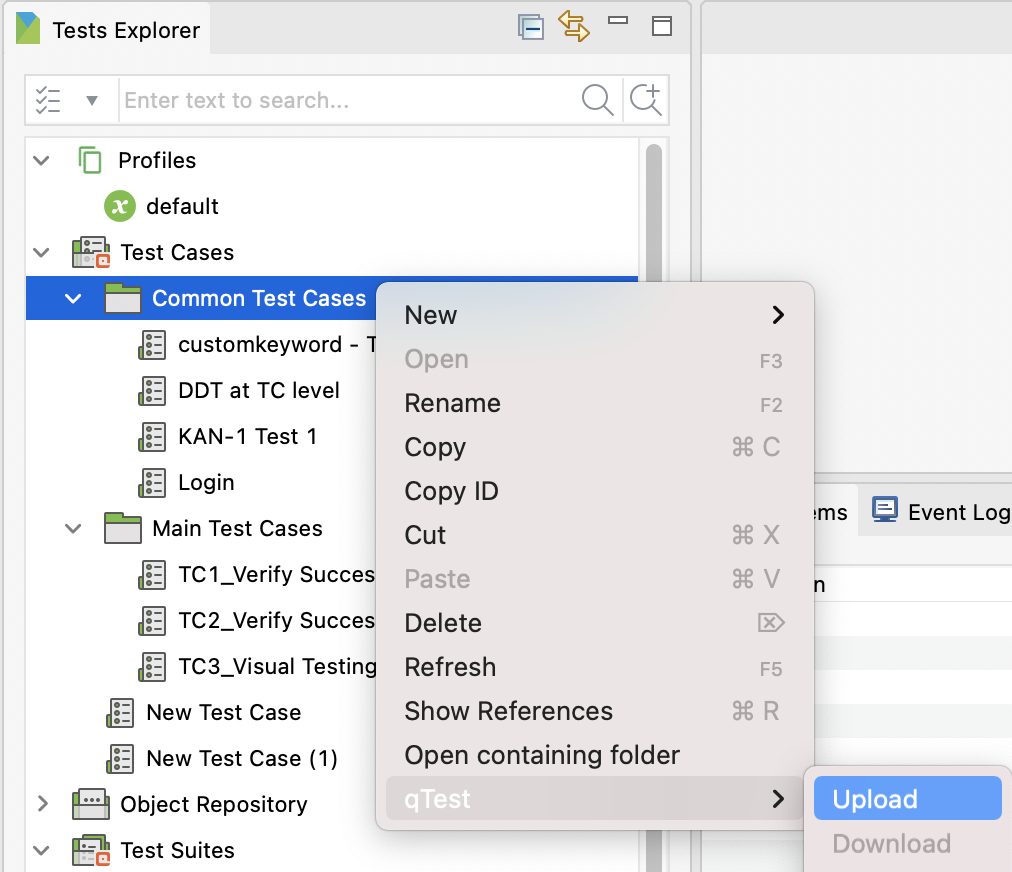 Tests Explorer
Enter text to search...
Profiles
default
Test Cases
Common Test Cases
customkeyword - T
DDT at TC level
KAN-1 Test 1
Login
Main Test Cases
TC1_Verify Succes
TC2_Verify Succes
TC3_Visual Testing
New Test Case
New Test Case (1)
Object Repository
Test Suites
New
Open F3
Rename F2
Copy ⌘ C
Copy ID
Cut ⌘ X
Paste ⌘ V
Delete ⌦
Refresh F5
Show References ⌘ R
Open containing folder
qTest
Upload
Download
ems
Event Log
n